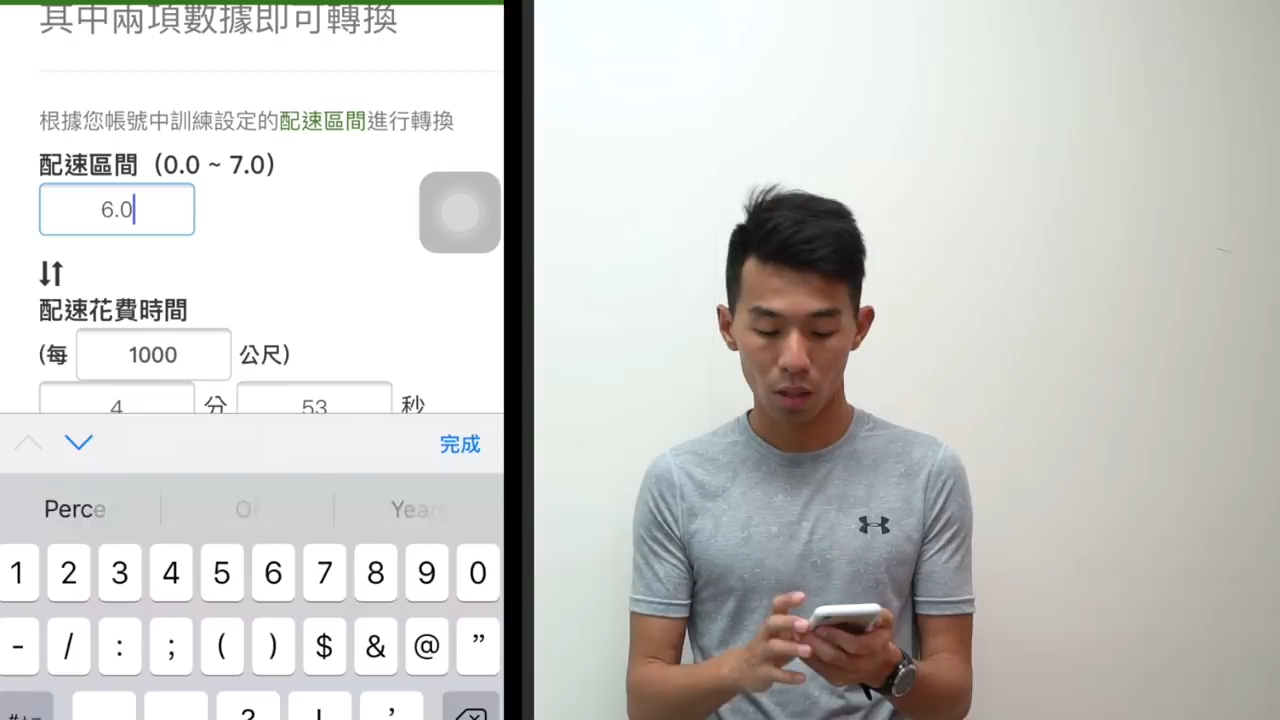 其中兩項數據即可轉換
根據您帳號中訓練設定的配速區間進行轉換
配速區間（0.0 ~ 7.0）
6.0
配速花費時間
(每 1000 公尺)
4 分 53 秒
完成
Perce
1 2 3 4 5 6 7 8 9 0
- / : ; ( ) $ & @ ”
#+=
? ! ’